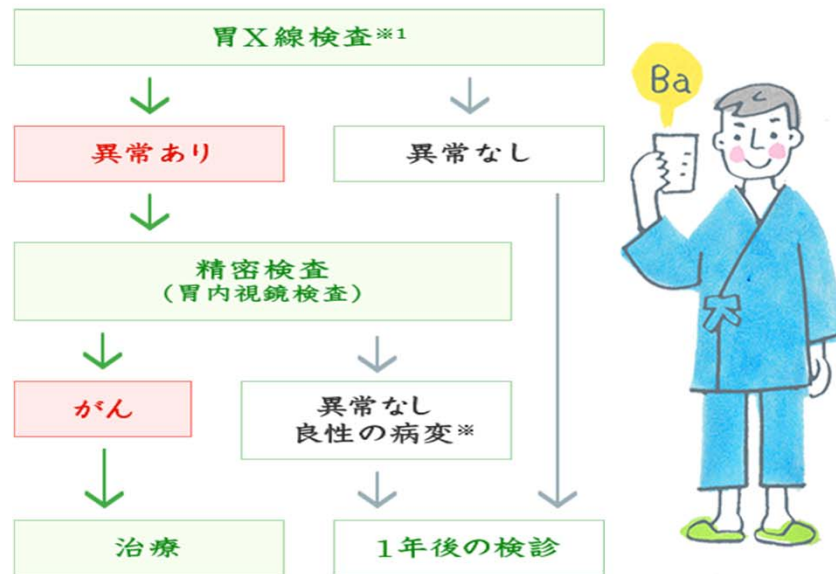 胃X線検査※1
Ba
異常あり
異常なし
精密検査
(胃内視鏡検査)
がん
異常なし
良性の病変※
治療
1年後の検診